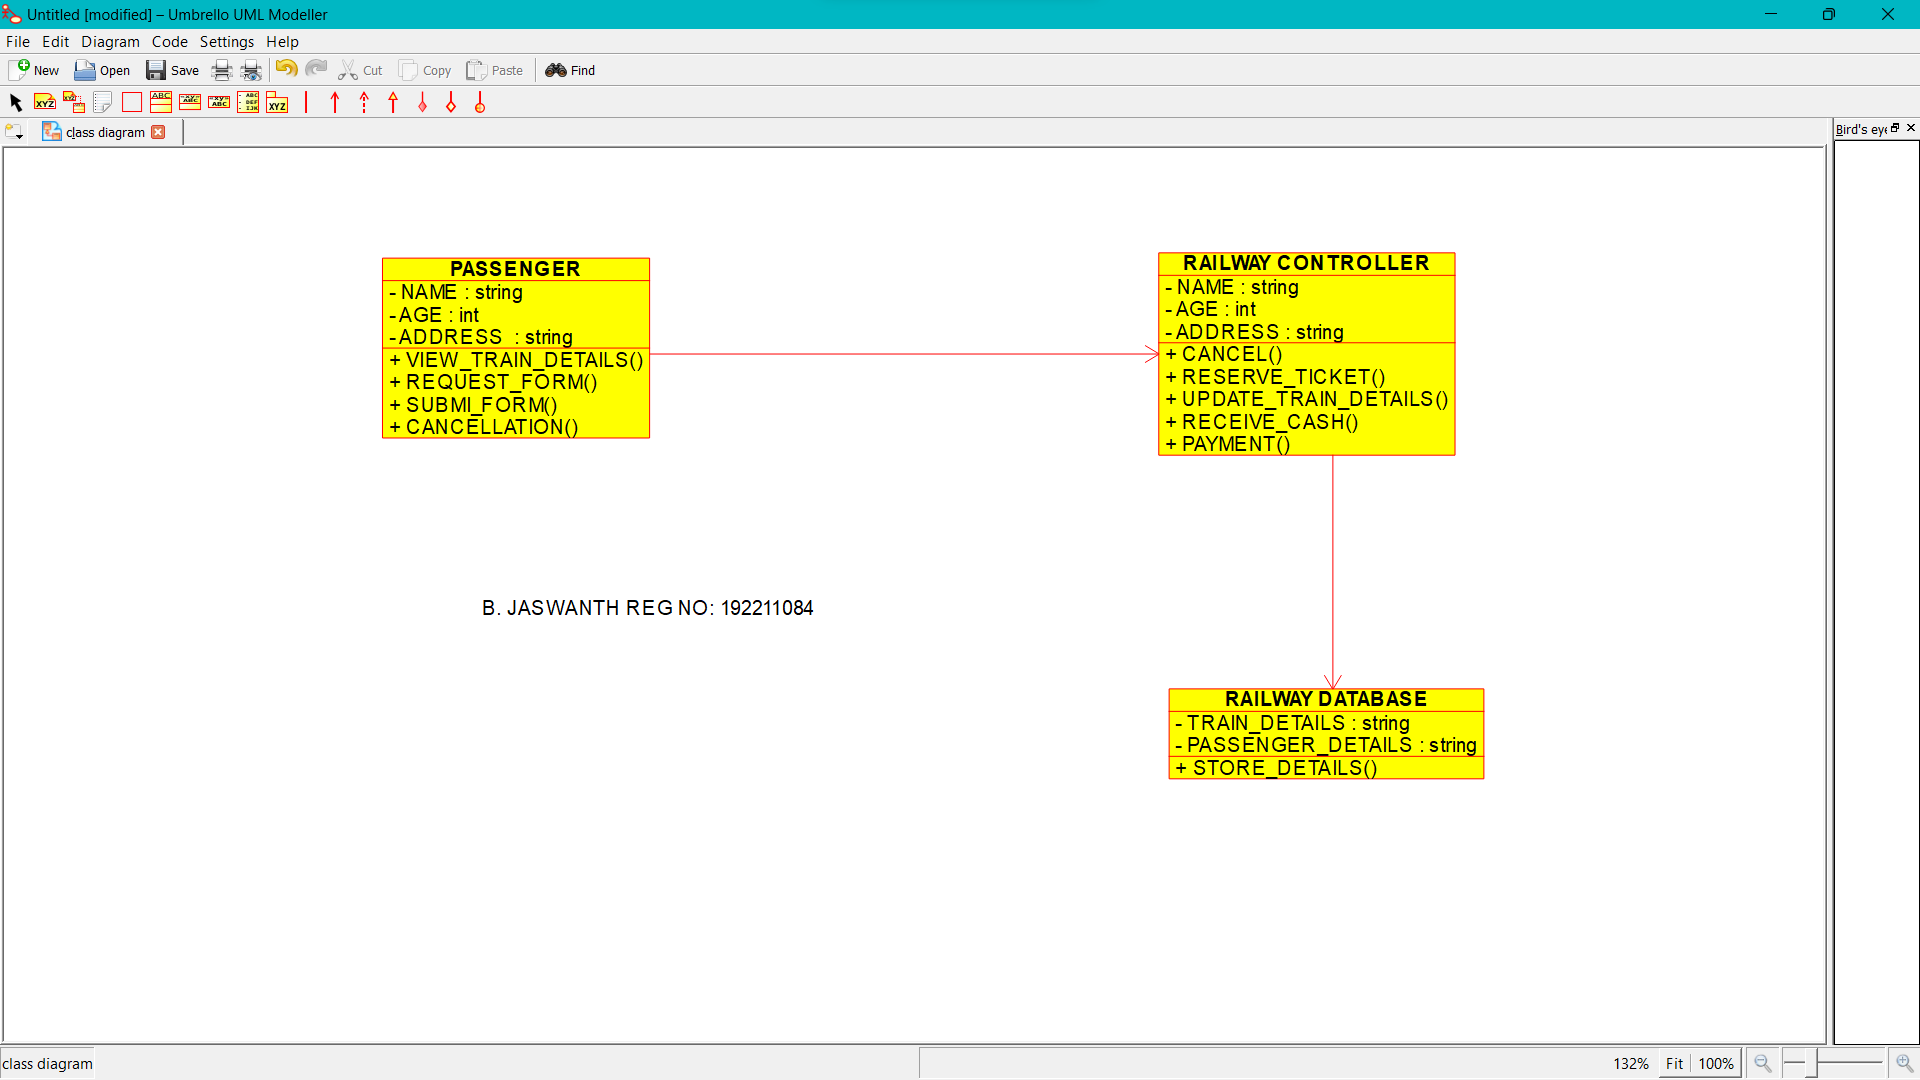 Untitled [modified] – Umbrello UML Modeller
File Edit Diagram Code Settings Help
New Open Save Cut Copy Paste Find
class diagram
Bird's eye
PASSENGER
- NAME : string
- AGE : int
- ADDRESS : string
+ VIEW_TRAIN_DETAILS()
+ REQUEST_FORM()
+ SUBMI_FORM()
+ CANCELLATION()
RAILWAY CONTROLLER
- NAME : string
- AGE : int
- ADDRESS : string
+ CANCEL()
+ RESERVE_TICKET()
+ UPDATE_TRAIN_DETAILS()
+ RECEIVE_CASH()
+ PAYMENT()
B. JASWANTH REG NO: 192211084
RAILWAY DATABASE
- TRAIN_DETAILS : string
- PASSENGER_DETAILS : string
+ STORE_DETAILS()
class diagram
132% Fit 100%